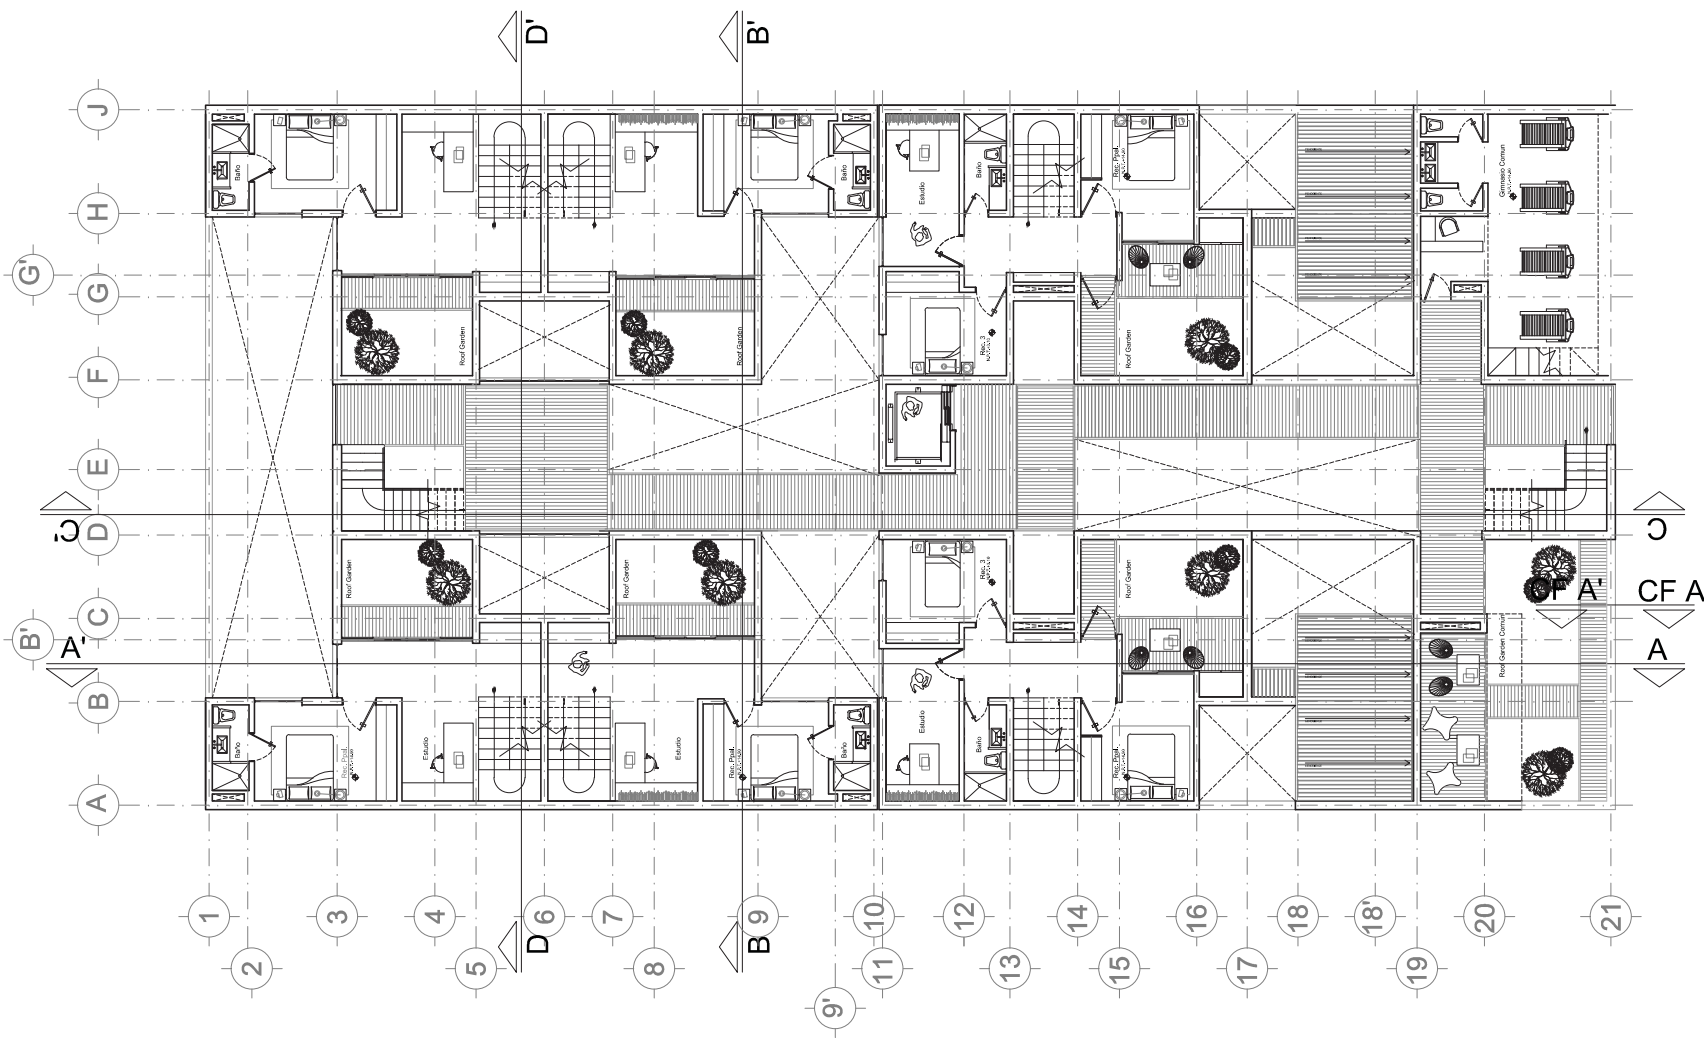 D'
B'
J
H
G'
G
F
E
D
C
B'
B
A
C'
A'
C
CF A'
CF A
A
Baño
Baño
Estudio
Baño
Rec. Ppal.
Gimnasio Comun
Roof Garden
Roof Garden
Rec. 3
Roof Garden
Roof Garden
Roof Garden
Rec. 3
Roof Garden
Roof Garden Comun
Baño
Rec. Ppal.
Estudio
Estudio
Rec. Ppal.
Baño
Estudio
Baño
Rec. Ppal.
1
3
4
6
7
9
10
12
14
16
18
18'
20
21
D
B
2
5
8
11
13
15
17
19
9'